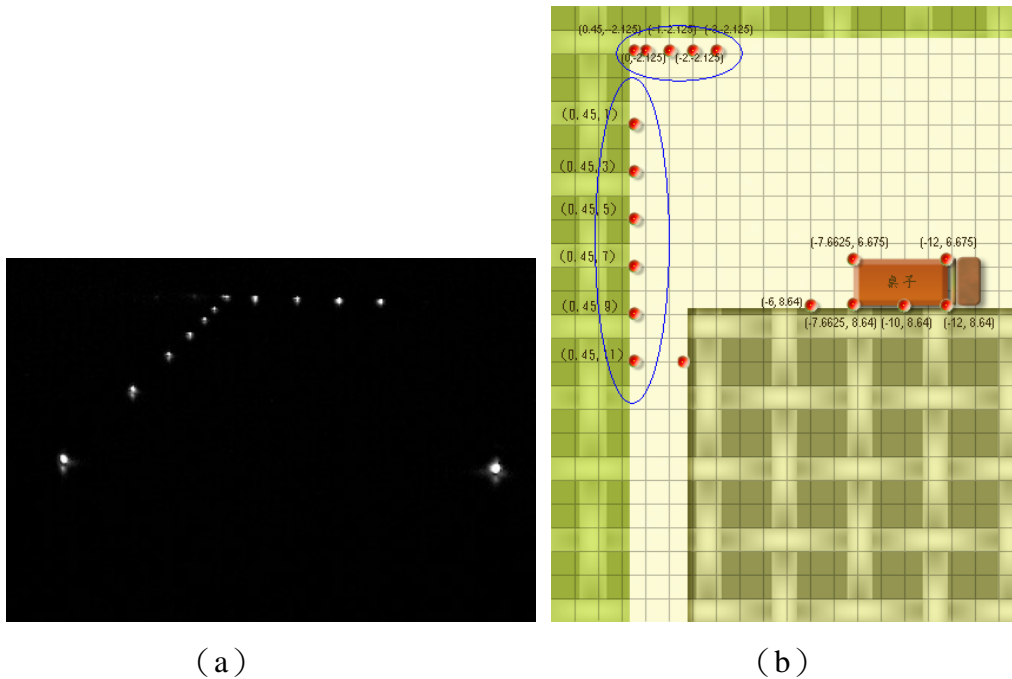 (0.45,-2.125) (-1,-2.125) (-3,-2.125)
(0,-2.125) (-2,-2.125)
(0.45,1)
(0.45,3)
(0.45,5)
(0.45,7)
(0.45,9)
(0.45,11)
(-7.6625, 6.675) (-12, 6.675)
桌子
(-6, 8.64)
(-7.6625, 8.64) (-10, 8.64) (-12, 8.64)
(a) (b)